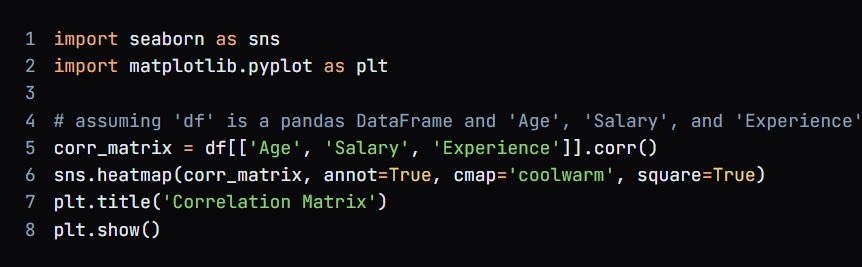 1 import seaborn as sns
2 import matplotlib.pyplot as plt
3
4 # assuming 'df' is a pandas DataFrame and 'Age', 'Salary', and 'Experience'
5 corr_matrix = df[['Age', 'Salary', 'Experience']].corr()
6 sns.heatmap(corr_matrix, annot=True, cmap='coolwarm', square=True)
7 plt.title('Correlation Matrix')
8 plt.show()